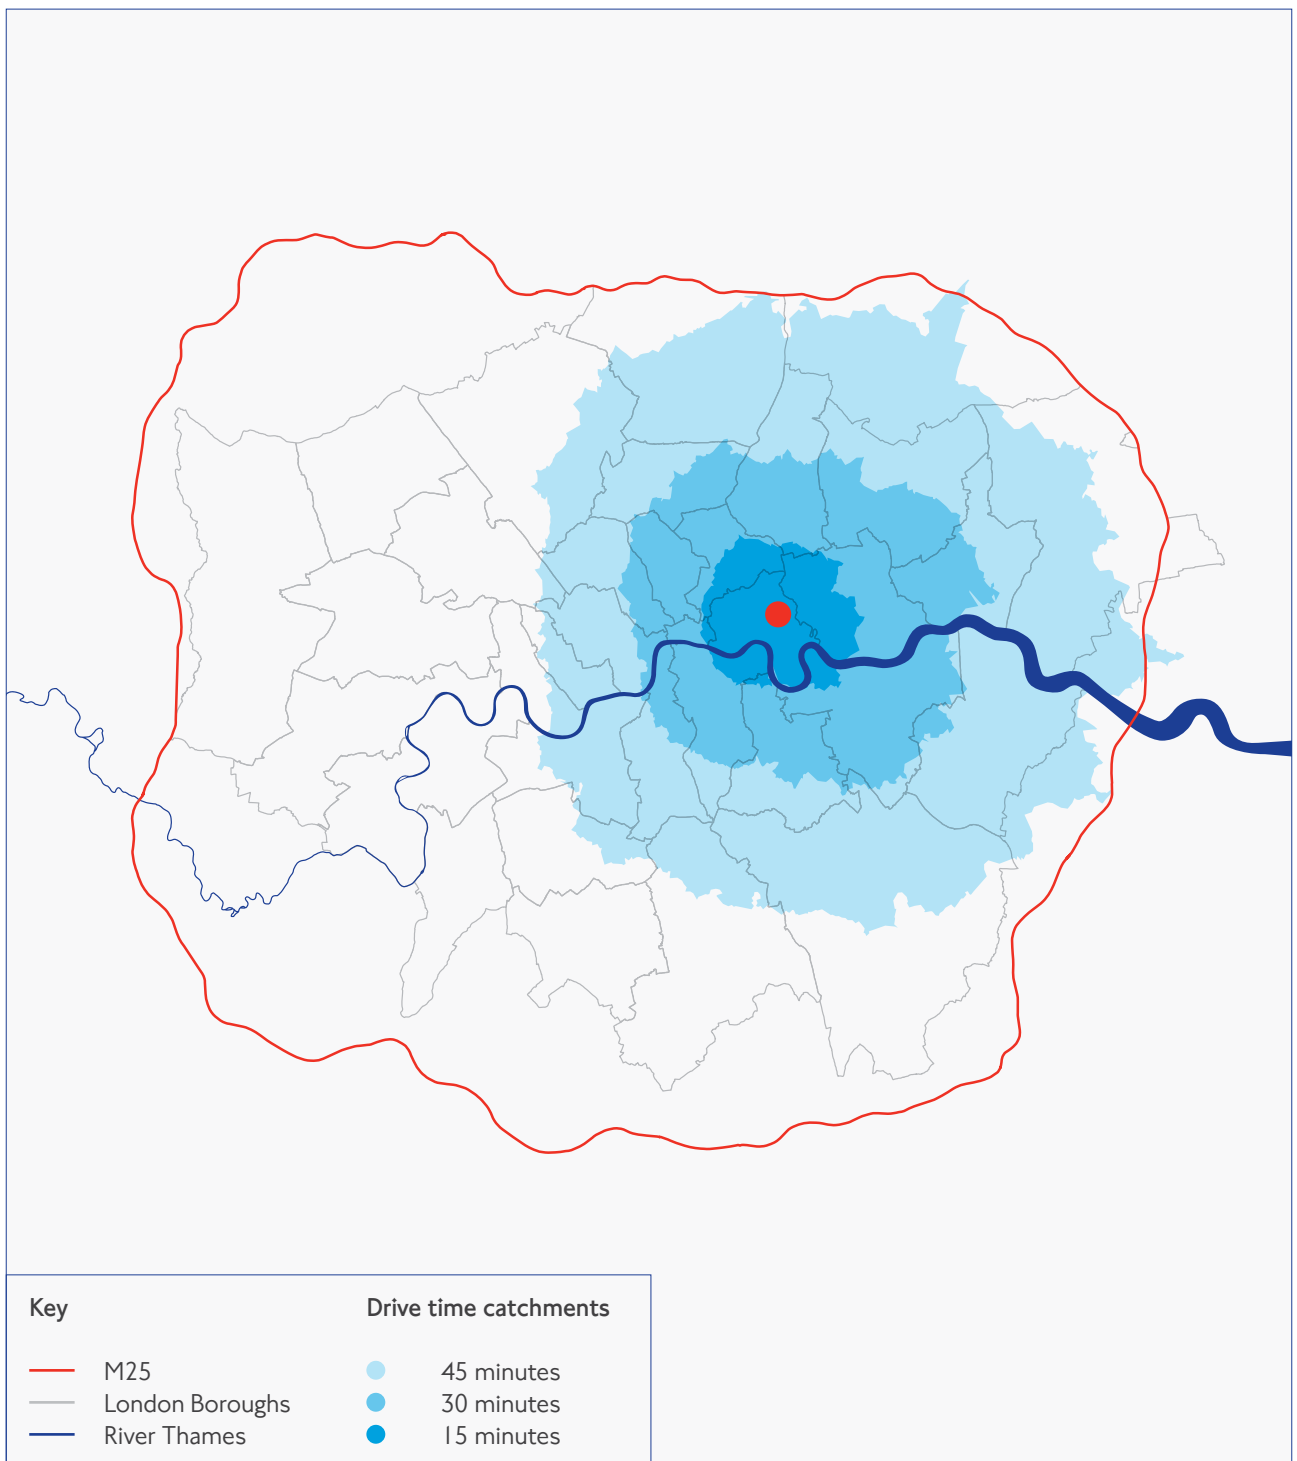 Key
M25
London Boroughs
River Thames
Drive time catchments
45 minutes
30 minutes
15 minutes